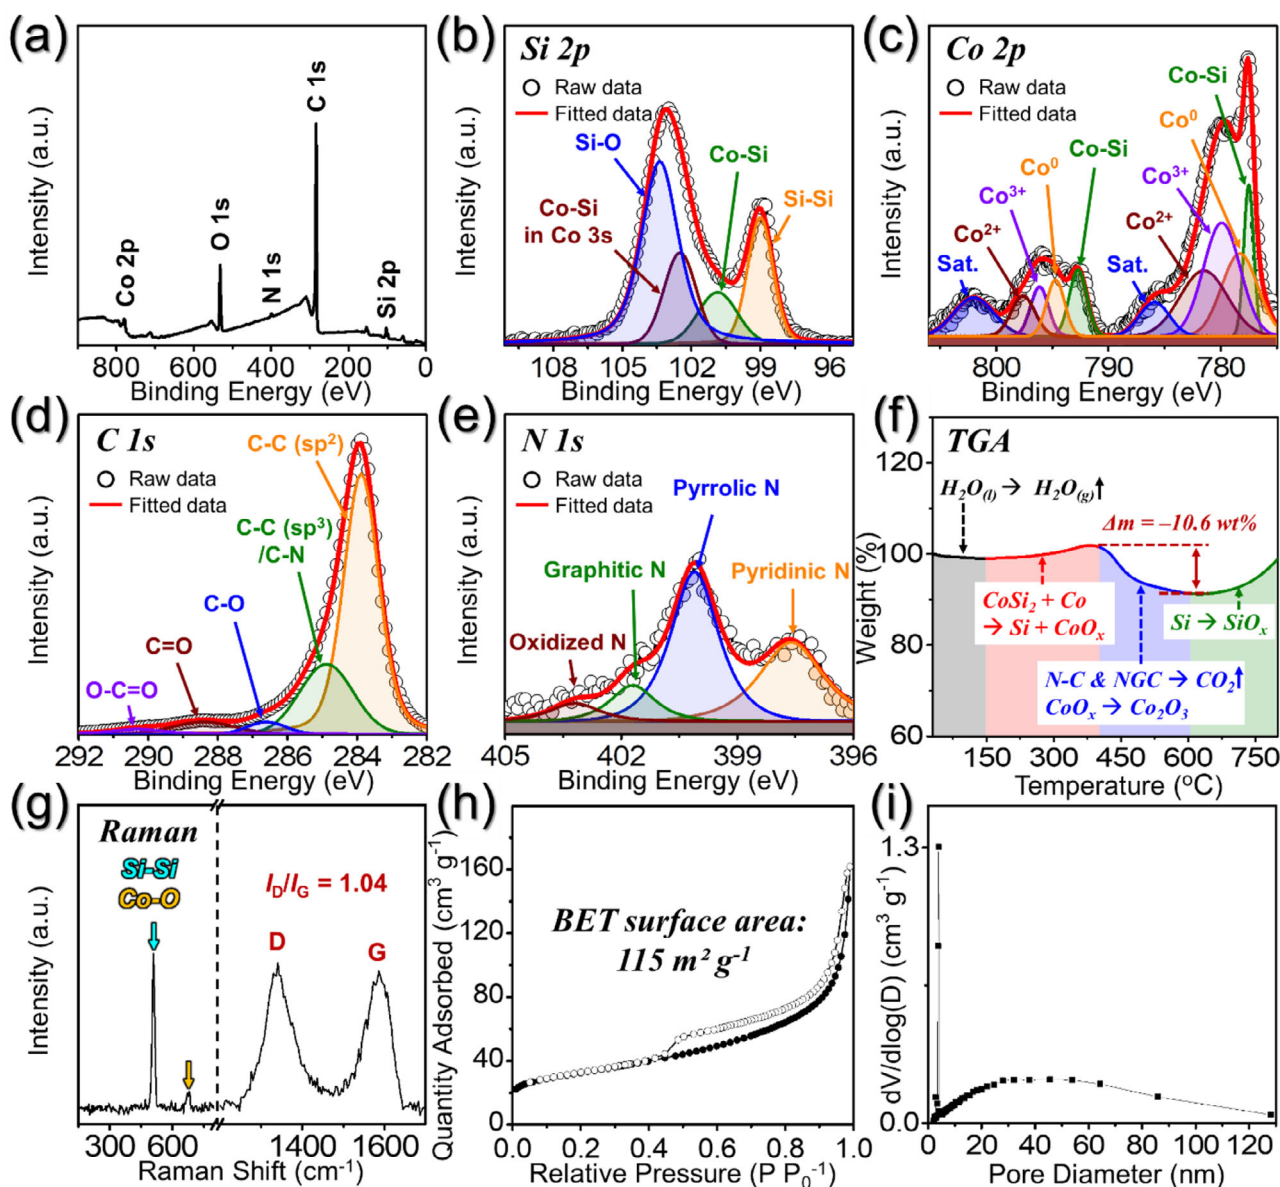 (a)
Intensity (a.u.)
Co 2p
O 1s
N 1s
C 1s
Si 2p
800 600 400 200 0
Binding Energy (eV)
(b)
Si 2p
Raw data
Fitted data
Si-O
Co-Si
Co-Si
in Co 3s
Si-Si
Intensity (a.u.)
108 105 102 99 96
Binding Energy (eV)
(c)
Co 2p
Raw data
Fitted data
Co-Si
Co⁰
Co³⁺
Co-Si
Co⁰
Co³⁺
Co²⁺
Co²⁺
Sat.
Sat.
Intensity (a.u.)
800 790 780
Binding Energy (eV)
(d)
C 1s
Raw data
Fitted data
C-C (sp²)
C-C (sp³)
/C-N
C-O
C=O
O-C=O
Intensity (a.u.)
292 290 288 286 284 282
Binding Energy (eV)
(e)
N 1s
Raw data
Fitted data
Pyrrolic N
Graphitic N
Pyridinic N
Oxidized N
Intensity (a.u.)
405 402 399 396
Binding Energy (eV)
(f)
TGA
H₂O₍ₗ₎ → H₂O₍g₎↑
Δm = –10.6 wt%
CoSi₂ + Co
→ Si + CoOₓ
Si → SiOₓ
N-C & NGC → CO₂↑
CoOₓ → Co₂O₃
Weight (%)
120
100
80
60
150 300 450 600 750
Temperature (°C)
(g)
Raman
Si-Si
Co-O
I_D/I_G = 1.04
D
G
Intensity (a.u.)
300 600 1400 1600
Raman Shift (cm⁻¹)
(h)
BET surface area:
115 m² g⁻¹
Quantity Adsorbed (cm³ g⁻¹)
160
120
80
40
0
0.0 0.2 0.4 0.6 0.8 1.0
Relative Pressure (P P₀⁻¹)
(i)
dV/dlog(D) (cm³ g⁻¹)
1.3
0.0
0 20 40 60 80 100 120
Pore Diameter (nm)